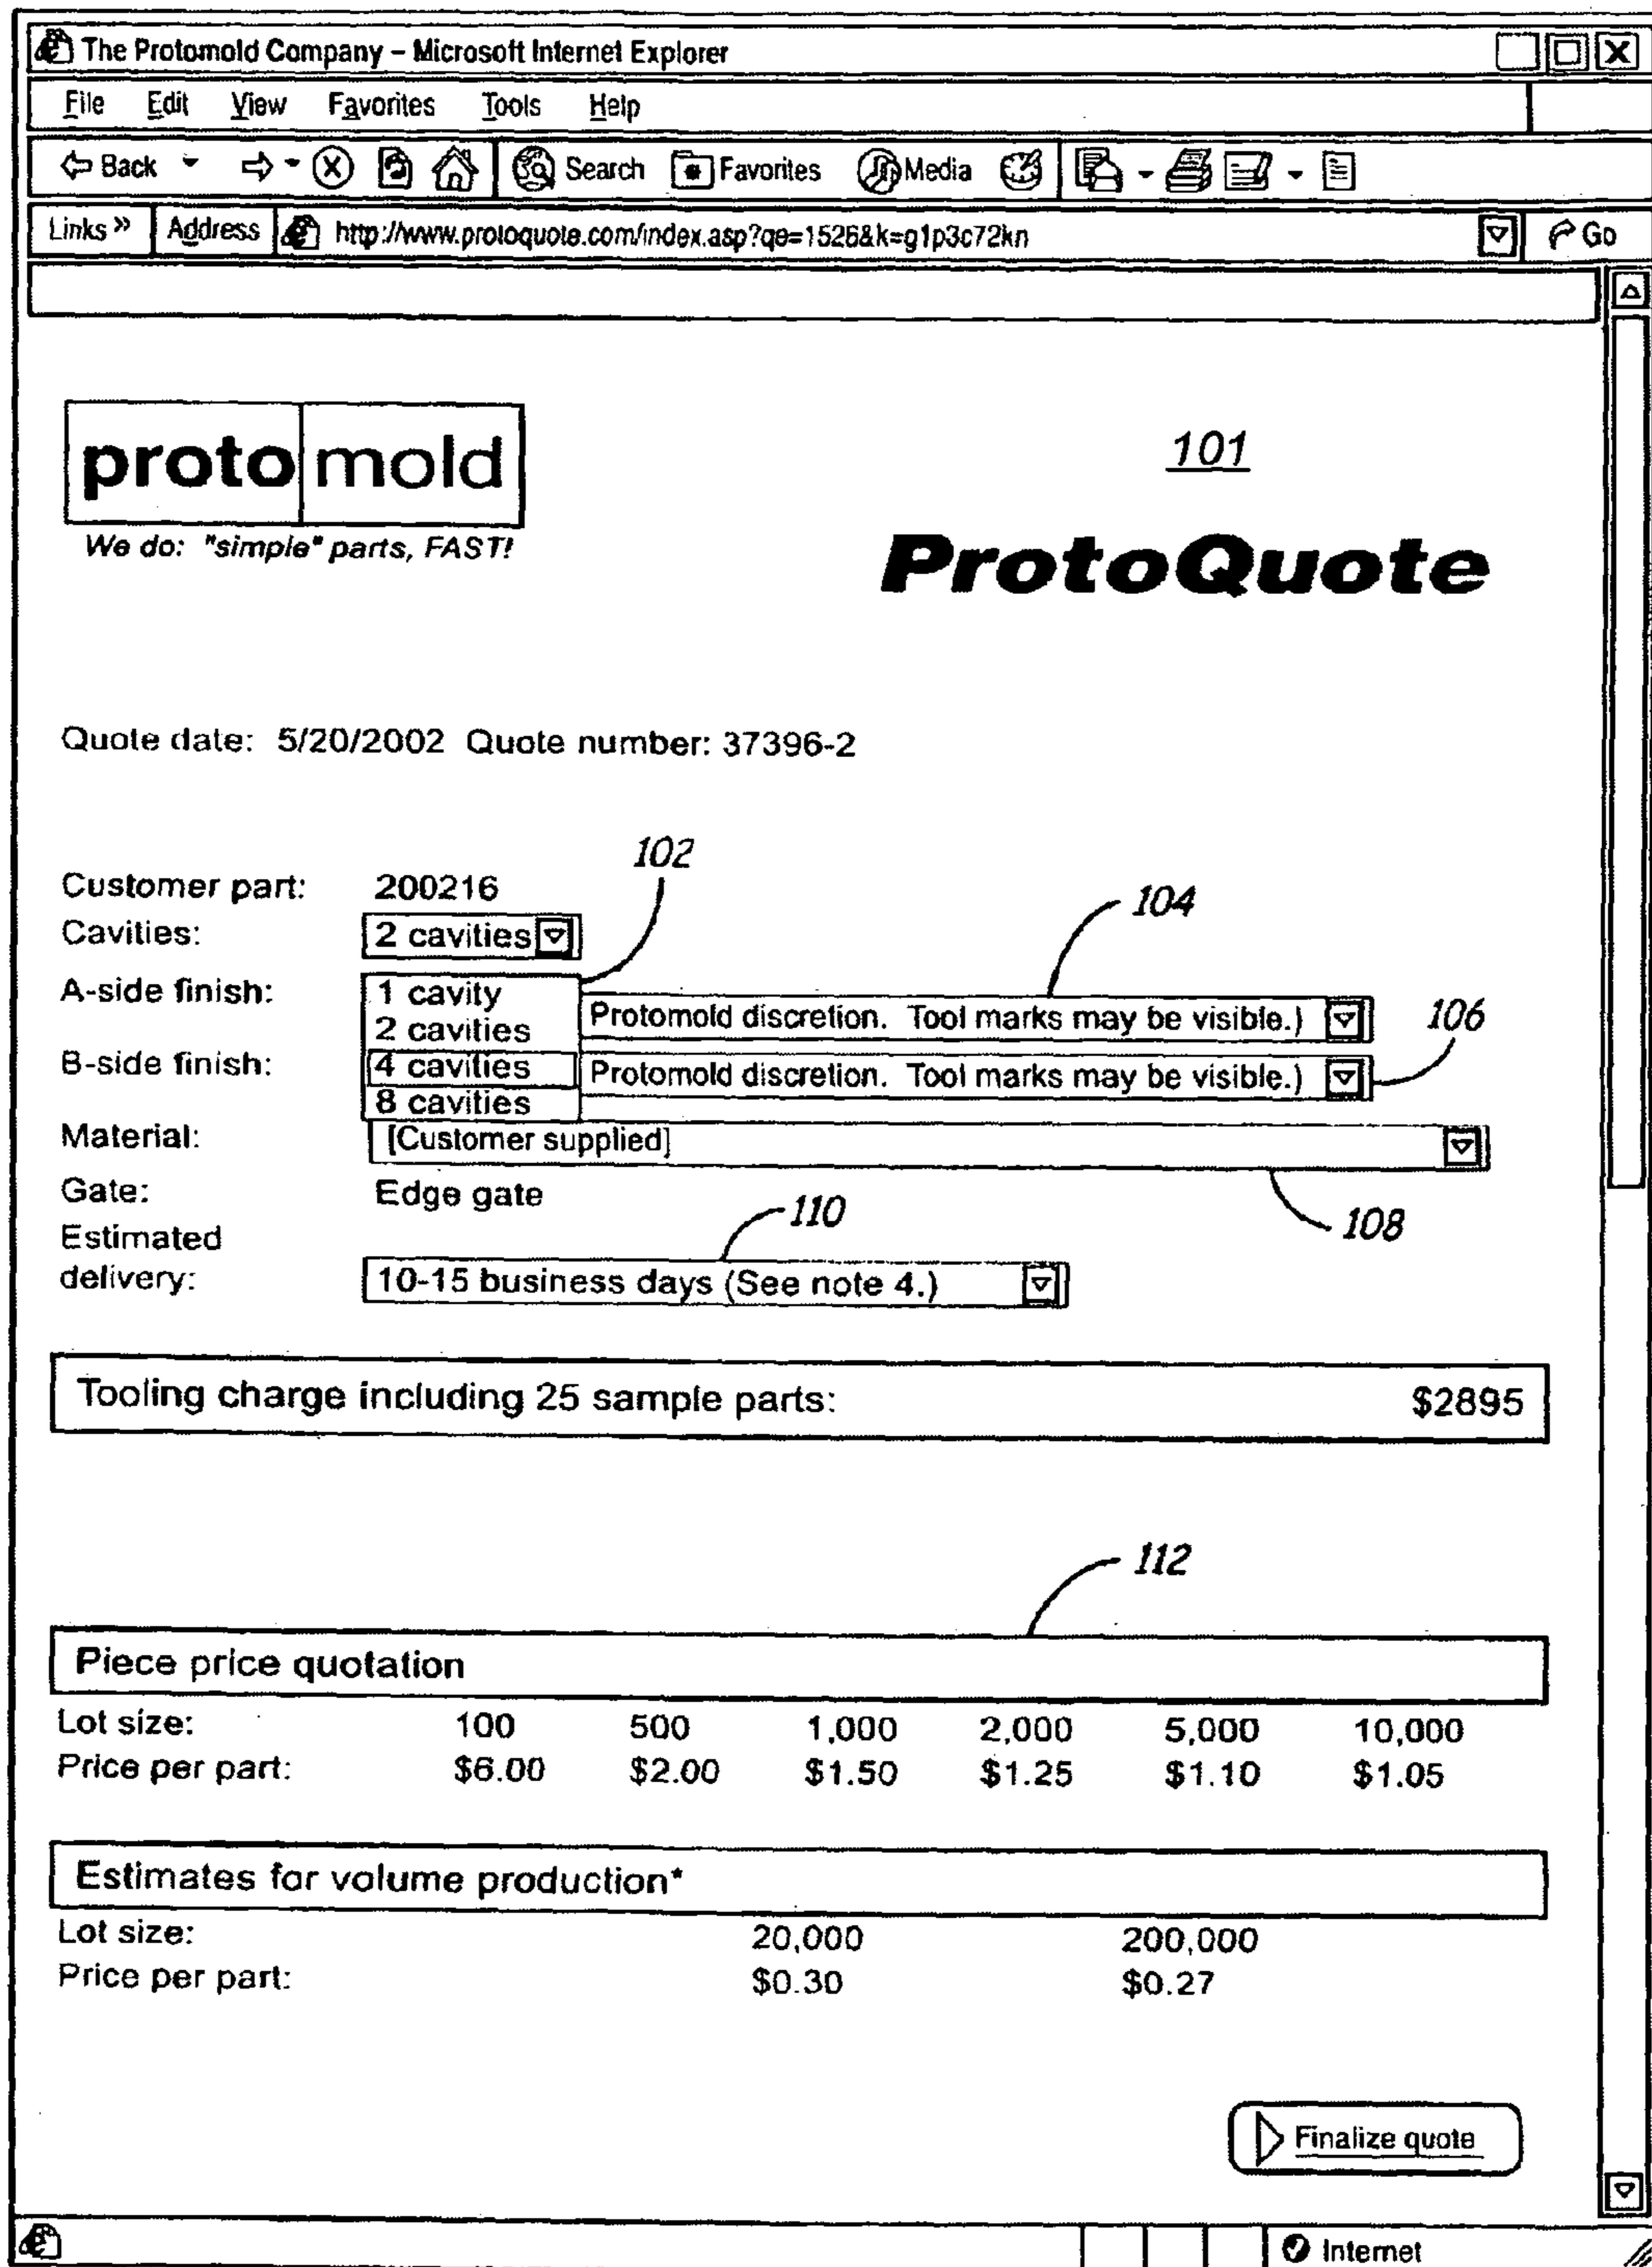 The Protomold Company – Microsoft Internet Explorer
File Edit View Favorites Tools Help
Back Search Favorites Media
Links » Address http://www.protoquote.com/index.asp?qe=1526&k=g1p3c72kn Go
proto mold
101
We do: "simple" parts, FAST!
ProtoQuote
Quote date: 5/20/2002 Quote number: 37396-2
102
Customer part: 200216
104
Cavities: 2 cavities
A-side finish: 1 cavity
Protomold discretion. Tool marks may be visible.)
106
2 cavities
B-side finish: 4 cavities Protomold discretion. Tool marks may be visible.)
8 cavities
Material: [Customer supplied]
Gate: Edge gate
110
108
Estimated
delivery: 10-15 business days (See note 4.)
Tooling charge including 25 sample parts: $2895
112
Piece price quotation
Lot size: 100 500 1,000 2,000 5,000 10,000
Price per part: $6.00 $2.00 $1.50 $1.25 $1.10 $1.05
Estimates for volume production*
Lot size: 20,000 200,000
Price per part: $0.30 $0.27
Finalize quote
Internet